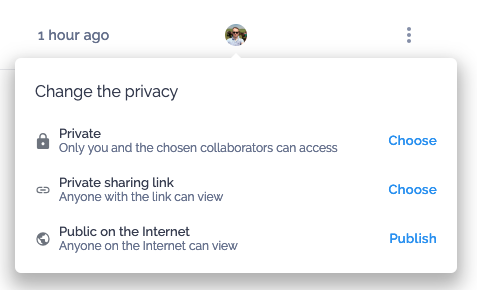 1 hour ago
Change the privacy
Private
Only you and the chosen collaborators can access
Choose
Private sharing link
Anyone with the link can view
Choose
Public on the Internet
Anyone on the Internet can view
Publish